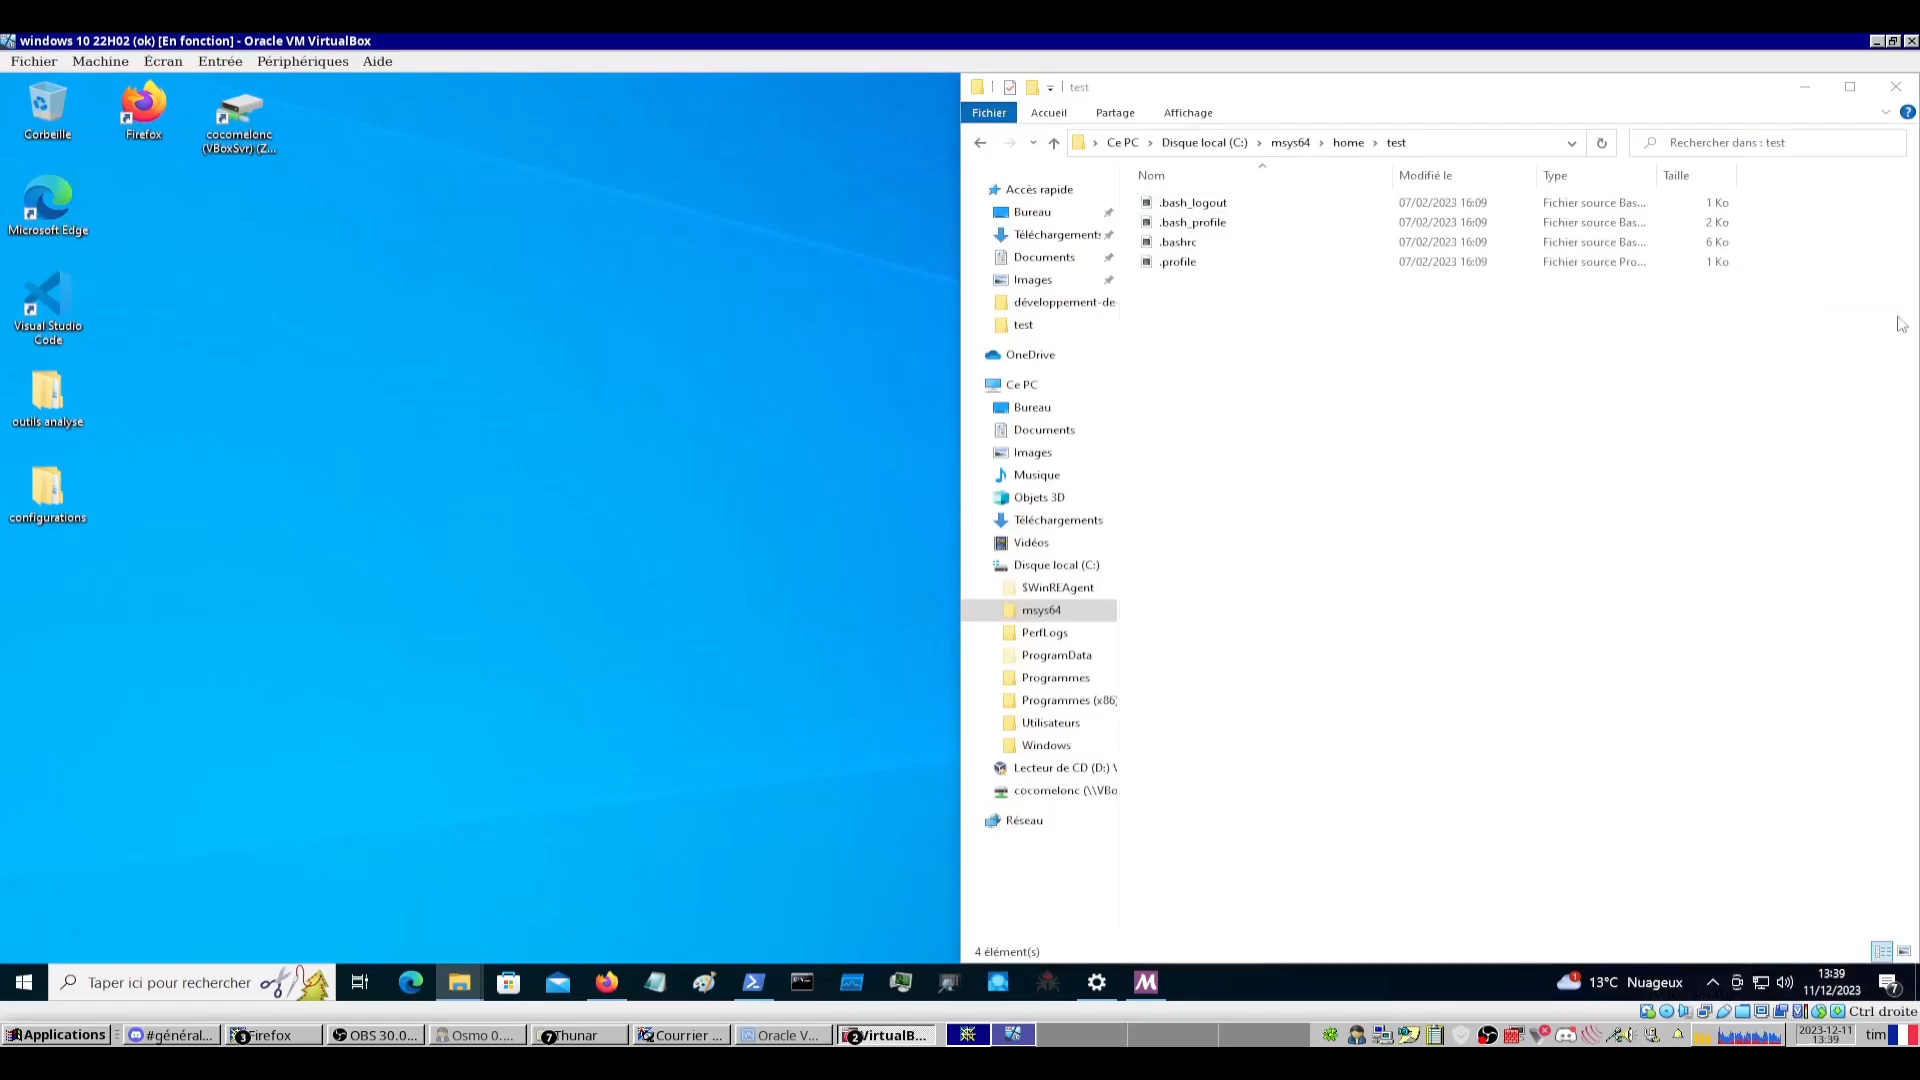 windows 10 22H02 (ok) [En fonction] - Oracle VM VirtualBox
Fichier Machine Écran Entrée Périphériques Aide
Corbeille
Firefox
cocomelonc
(VBoxSvr) (Z...
Microsoft Edge
Visual Studio
Code
outils analyse
configurations
test
Fichier Accueil Partage Affichage
Ce PC › Disque local (C:) › msys64 › home › test
Rechercher dans : test
Nom Modifié le Type Taille
.bash_logout 07/02/2023 16:09 Fichier source Bas... 1 Ko
.bash_profile 07/02/2023 16:09 Fichier source Bas... 2 Ko
.bashrc 07/02/2023 16:09 Fichier source Bas... 6 Ko
.profile 07/02/2023 16:09 Fichier source Pro... 1 Ko
Accès rapide
Bureau
Téléchargements
Documents
Images
développement-de-
test
OneDrive
Ce PC
Bureau
Documents
Images
Musique
Objets 3D
Téléchargements
Vidéos
Disque local (C:)
$WinREAgent
msys64
PerfLogs
ProgramData
Programmes
Programmes (x86)
Utilisateurs
Windows
Lecteur de CD (D:) V
cocomelonc (\\VBo
Réseau
4 élément(s)
Taper ici pour rechercher
1
13°C Nuageux
13:39
11/12/2023
7
Ctrl droite
Applications
#général...
3 Firefox
OBS 30.0...
Osmo 0....
7 Thunar
Courrier ...
Oracle V...
2 VirtualB...
2023-12-11
13:39
tim